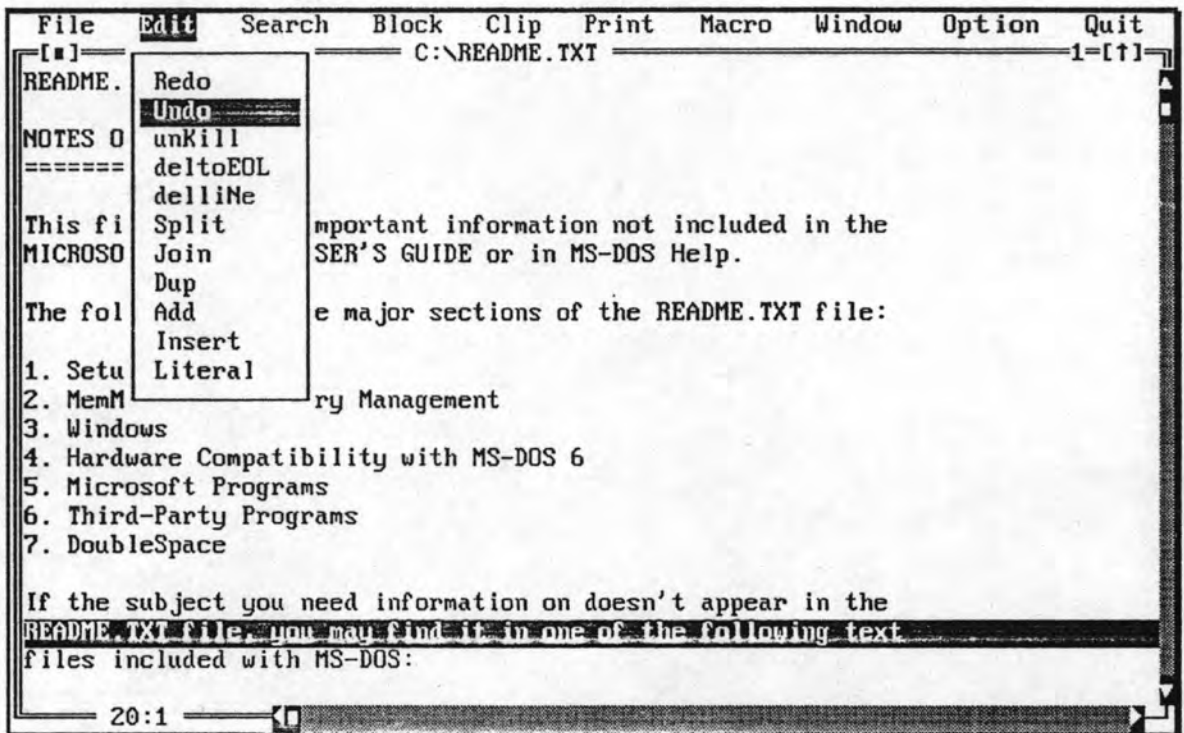 File Edit Search Block Clip Print Macro Window Option Quit
[■] C:\README.TXT 1=[↑]
README. Redo
Undo
NOTES O unKill
======= deltoEOL
delliNe
This fi Split mportant information not included in the
MICROSO Join SER'S GUIDE or in MS-DOS Help.
Dup
The fol Add e major sections of the README.TXT file:
Insert
1. Setu Literal
2. MemM ry Management
3. Windows
4. Hardware Compatibility with MS-DOS 6
5. Microsoft Programs
6. Third-Party Programs
7. DoubleSpace
If the subject you need information on doesn't appear in the
README.TXT file, you may find it in one of the following text
files included with MS-DOS:
20:1